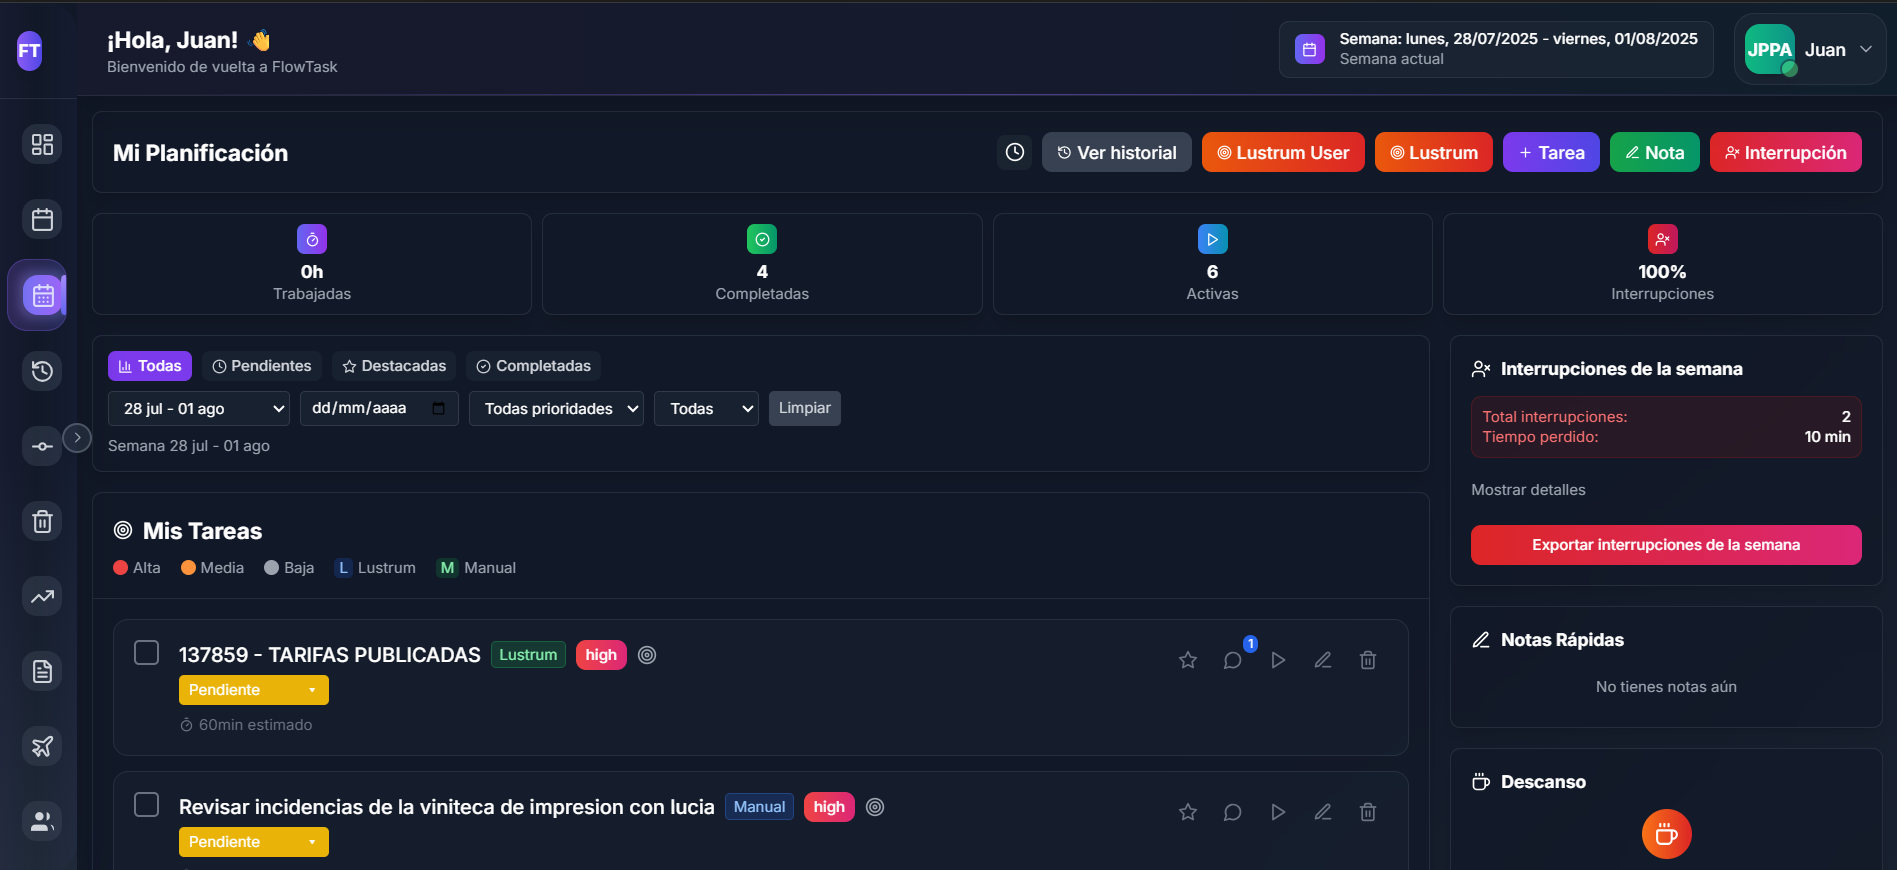 FT
¡Hola, Juan! 👋
Bienvenido de vuelta a FlowTask
Semana: lunes, 28/07/2025 - viernes, 01/08/2025
Semana actual
JPPA
Juan
Mi Planificación
Ver historial
Lustrum User
Lustrum
+ Tarea
Nota
Interrupción
0h
Trabajadas
4
Completadas
6
Activas
100%
Interrupciones
Todas
Pendientes
Destacadas
Completadas
28 jul - 01 ago
dd/mm/aaaa
Todas prioridades
Todas
Limpiar
Semana 28 jul - 01 ago
Mis Tareas
Alta
Media
Baja
L Lustrum
M Manual
137859 - TARIFAS PUBLICADAS
Lustrum
high
1
Pendiente
60min estimado
Revisar incidencias de la viniteca de impresion con lucia
Manual
high
Pendiente
Interrupciones de la semana
Total interrupciones: 2
Tiempo perdido: 10 min
Mostrar detalles
Exportar interrupciones de la semana
Notas Rápidas
No tienes notas aún
Descanso